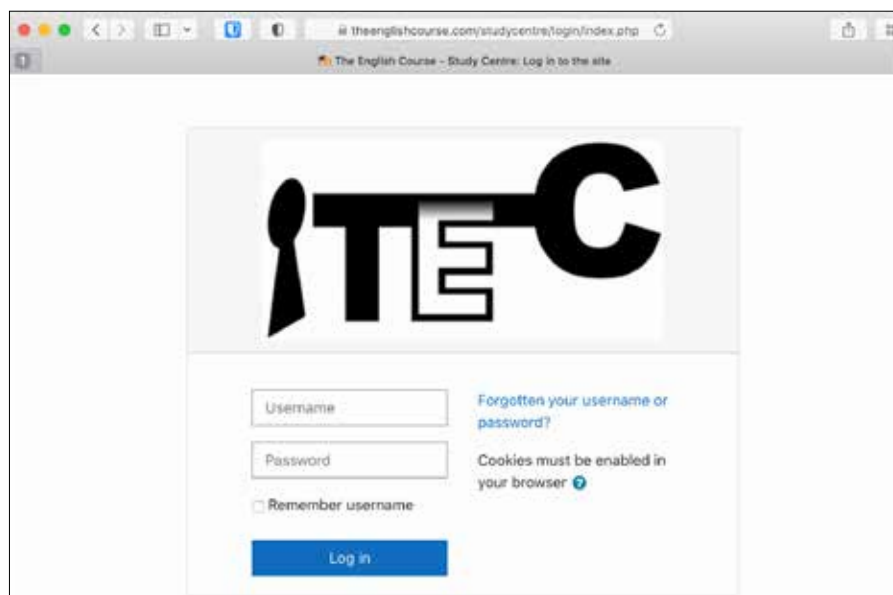 theenglishcourse.com/studycentre/login/index.php
1
The English Course - Study Centre: Log in to the site
TEC
Username
Password
Remember username
Log in
Forgotten your username or
password?
Cookies must be enabled in
your browser ?